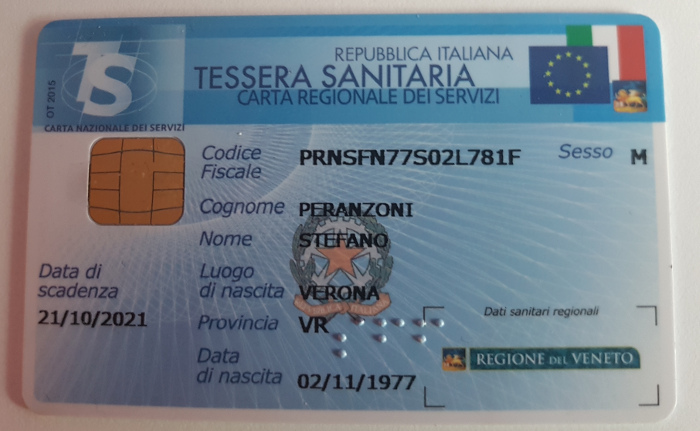 REPUBBLICA ITALIANA
TESSERA SANITARIA
CARTA REGIONALE DEI SERVIZI
TS
OT 2015
CARTA NAZIONALE DEI SERVIZI
Codice Fiscale PRNSFN77S02L781F Sesso M
Cognome PERANZONI
Nome STEFANO
Luogo di nascita VERONA
Provincia VR
Data di nascita 02/11/1977
Data di scadenza
21/10/2021
Dati sanitari regionali
REGIONE DEL VENETO